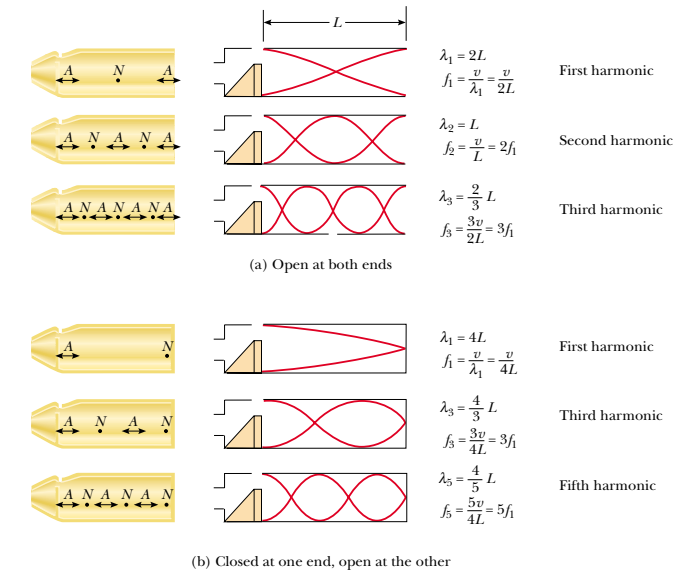 L
A N A
λ₁ = 2L
f₁ = v/λ₁ = v/2L
First harmonic
A N A N A
λ₂ = L
f₂ = v/L = 2f₁
Second harmonic
A N A N A N A
λ₃ = 2/3 L
f₃ = 3v/2L = 3f₁
Third harmonic
(a) Open at both ends
A N
λ₁ = 4L
f₁ = v/λ₁ = v/4L
First harmonic
A N A N
λ₃ = 4/3 L
f₃ = 3v/4L = 3f₁
Third harmonic
A N A N A N
λ₅ = 4/5 L
f₅ = 5v/4L = 5f₁
Fifth harmonic
(b) Closed at one end, open at the other